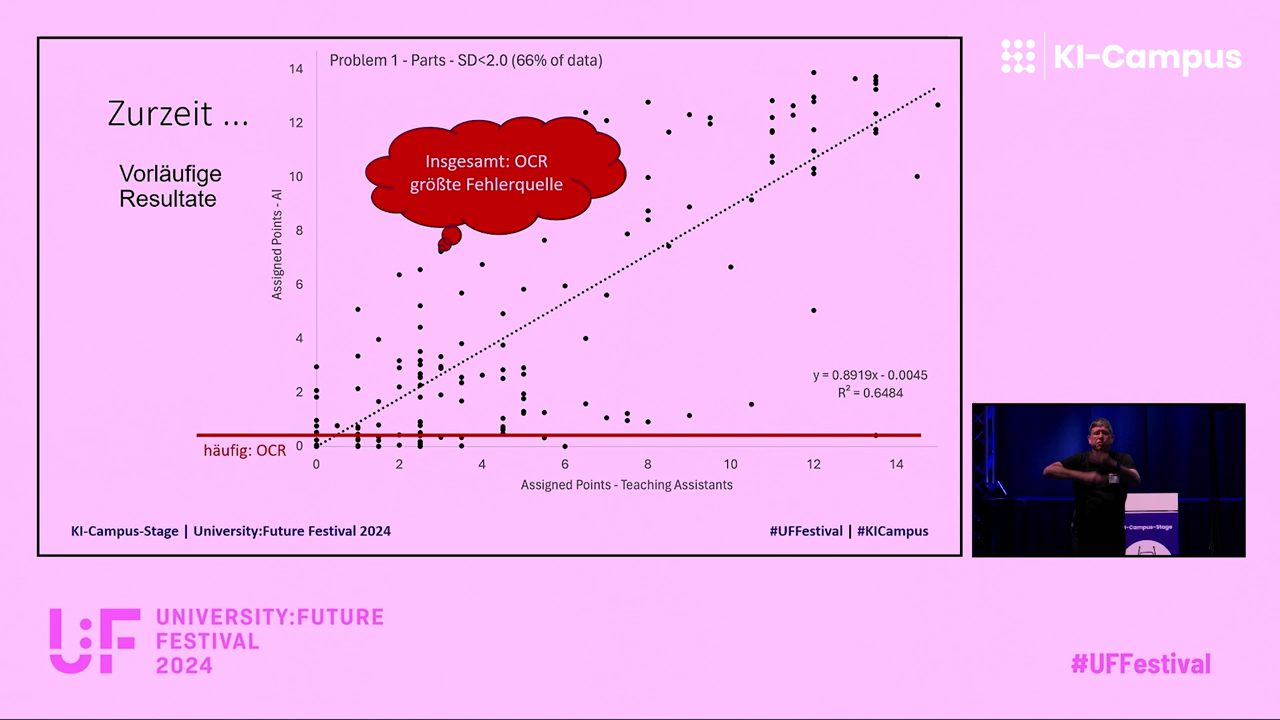 KI-Campus
Problem 1 - Parts - SD<2.0 (66% of data)
Zurzeit ...
Vorläufige
Resultate
Insgesamt: OCR
größte Fehlerquelle
Assigned Points - AI
14
12
10
8
6
4
2
0
häufig: OCR
y = 0.8919x - 0.0045
R² = 0.6484
0
2
4
6
8
10
12
14
Assigned Points - Teaching Assistants
KI-Campus-Stage | University:Future Festival 2024
#UFFestival | #KICampus
KI-Campus-Stage
U:F
UNIVERSITY:FUTURE
FESTIVAL
2024
#UFFestival